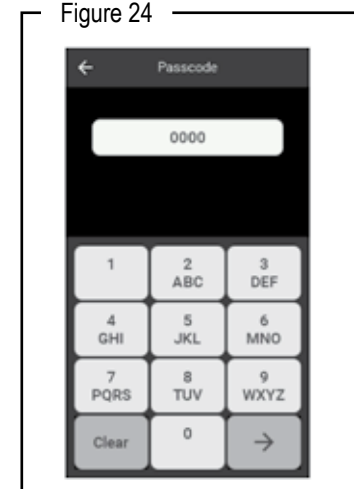 Figure 24
← Passcode
0000
1 2 3
ABC DEF
4 5 6
GHI JKL MNO
7 8 9
PQRS TUV WXYZ
Clear 0 →